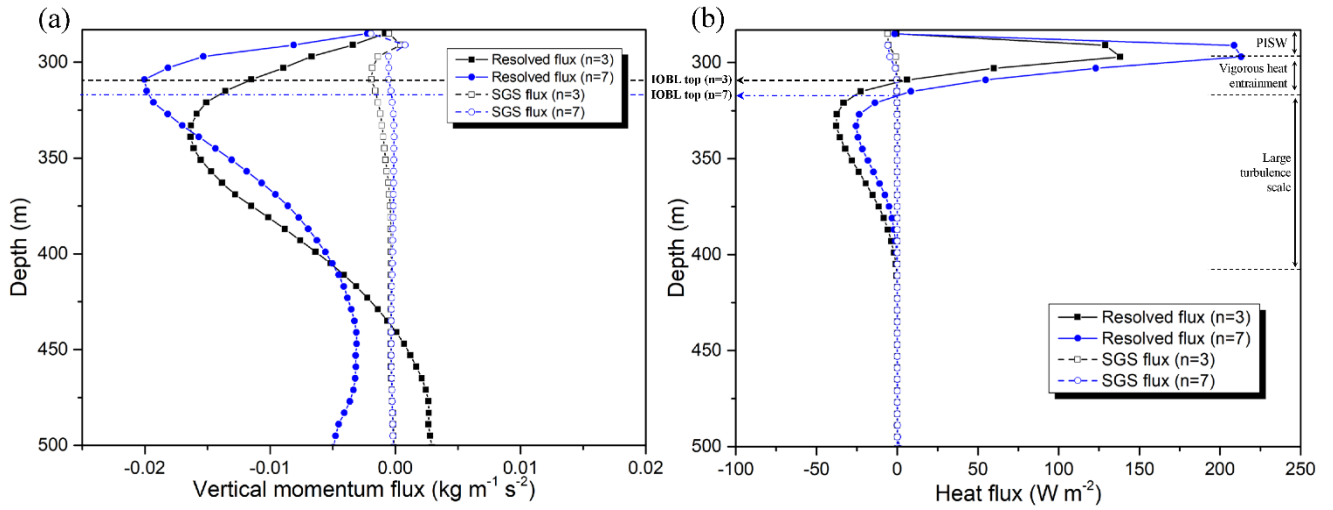 (a)
300
350
400
450
500
Depth (m)
-0.02
-0.01
0.00
0.01
0.02
Vertical momentum flux (kg m⁻¹ s⁻²)
Resolved flux (n=3)
Resolved flux (n=7)
SGS flux (n=3)
SGS flux (n=7)
IOBL top (n=3)
IOBL top (n=7)
(b)
300
350
400
450
500
Depth (m)
-100
-50
0
50
100
150
200
250
Heat flux (W m⁻²)
PISW
Vigorous heat
entrainment
Large
turbulence
scale
Resolved flux (n=3)
Resolved flux (n=7)
SGS flux (n=3)
SGS flux (n=7)